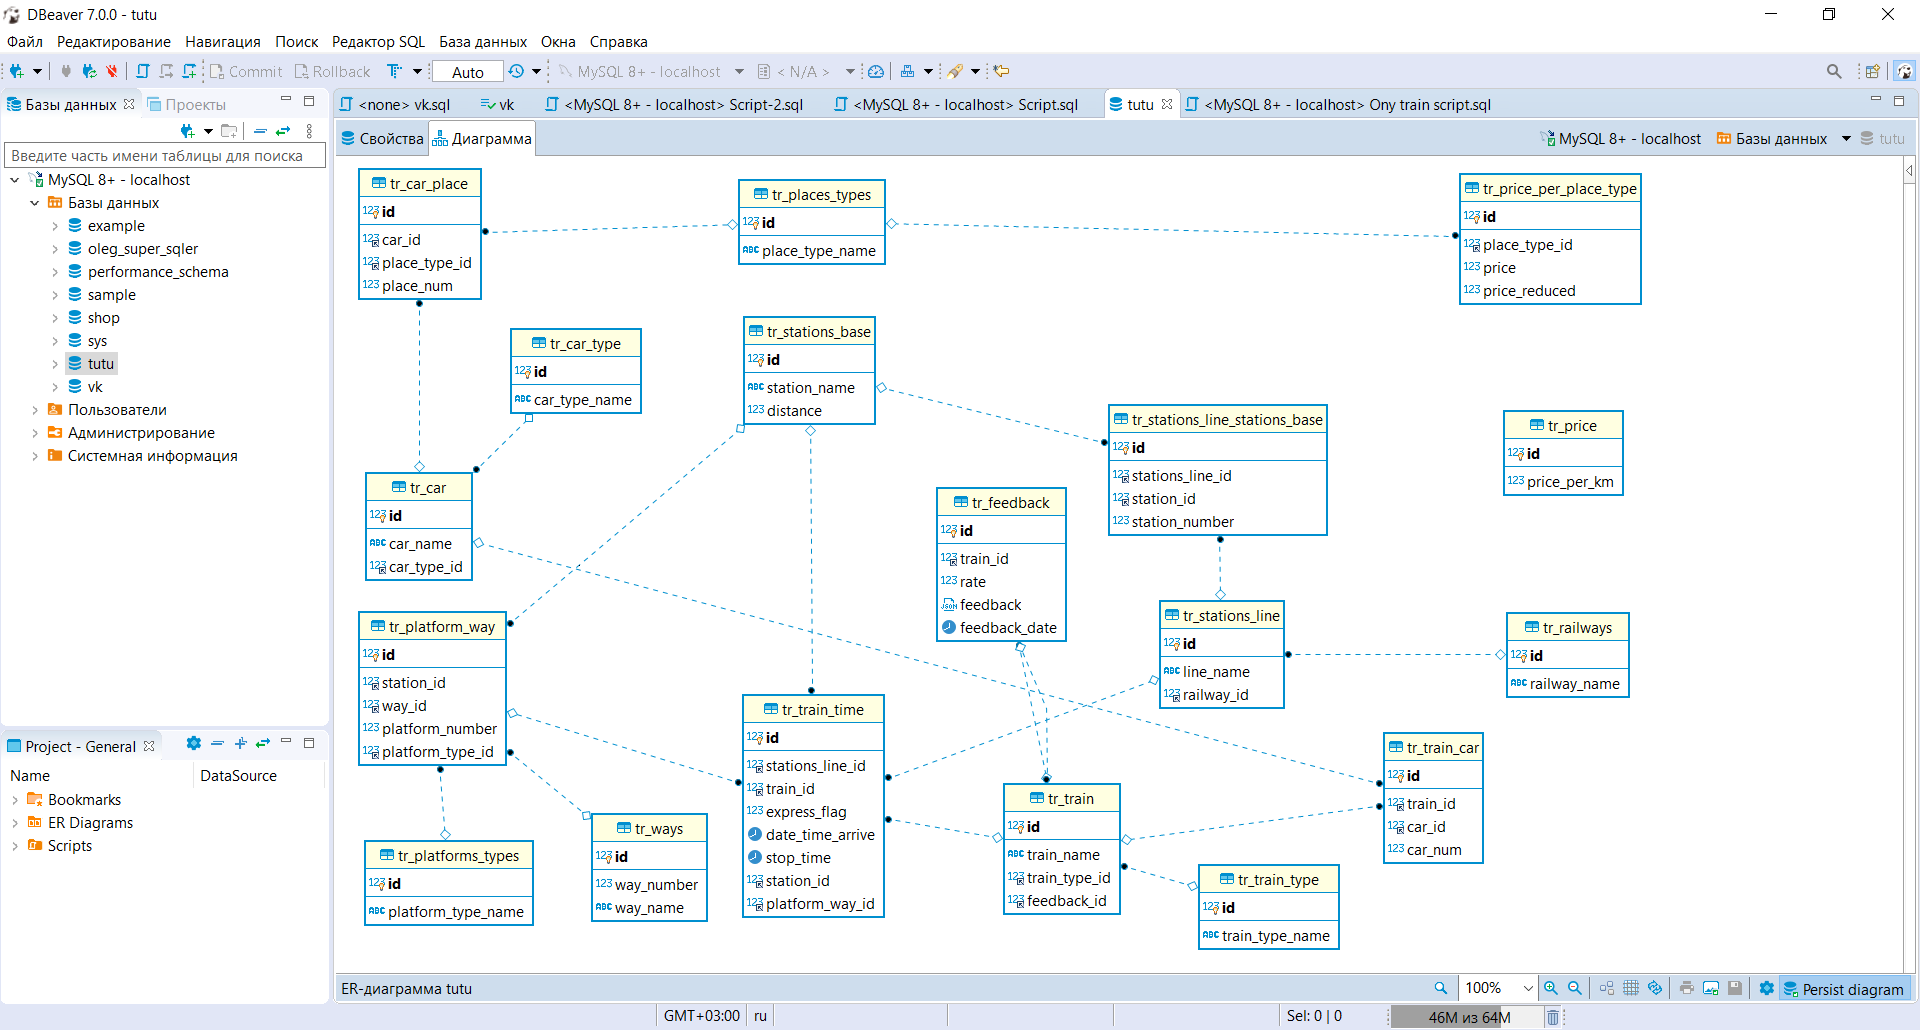 DBeaver 7.0.0 - tutu
Файл Редактирование Навигация Поиск Редактор SQL База данных Окна Справка
Commit Rollback Auto MySQL 8+ - localhost < N/A >
Базы данных Проекты
<none> vk.sql vk <MySQL 8+ - localhost> Script-2.sql <MySQL 8+ - localhost> Script.sql tutu <MySQL 8+ - localhost> Ony train script.sql
Свойства Диаграмма MySQL 8+ - localhost Базы данных tutu
Введите часть имени таблицы для поиска
MySQL 8+ - localhost
Базы данных
example
oleg_super_sqler
performance_schema
sample
shop
sys
tutu
vk
Пользователи
Администрирование
Системная информация
Project - General
Name DataSource
Bookmarks
ER Diagrams
Scripts
tr_car_place
id
car_id
place_type_id
place_num
tr_places_types
id
place_type_name
tr_price_per_place_type
id
place_type_id
price
price_reduced
tr_car_type
id
car_type_name
tr_stations_base
id
station_name
distance
tr_stations_line_stations_base
id
stations_line_id
station_id
station_number
tr_price
id
price_per_km
tr_car
id
car_name
car_type_id
tr_feedback
id
train_id
rate
feedback
feedback_date
tr_platform_way
id
station_id
way_id
platform_number
platform_type_id
tr_stations_line
id
line_name
railway_id
tr_railways
id
railway_name
tr_train_time
id
stations_line_id
train_id
express_flag
date_time_arrive
stop_time
station_id
platform_way_id
tr_train_car
id
train_id
car_id
car_num
tr_train
id
train_name
train_type_id
feedback_id
tr_ways
id
way_number
way_name
tr_platforms_types
id
platform_type_name
tr_train_type
id
train_type_name
ER-диаграмма tutu 100% Persist diagram
GMT+03:00 ru Sel: 0 | 0 46M из 64M